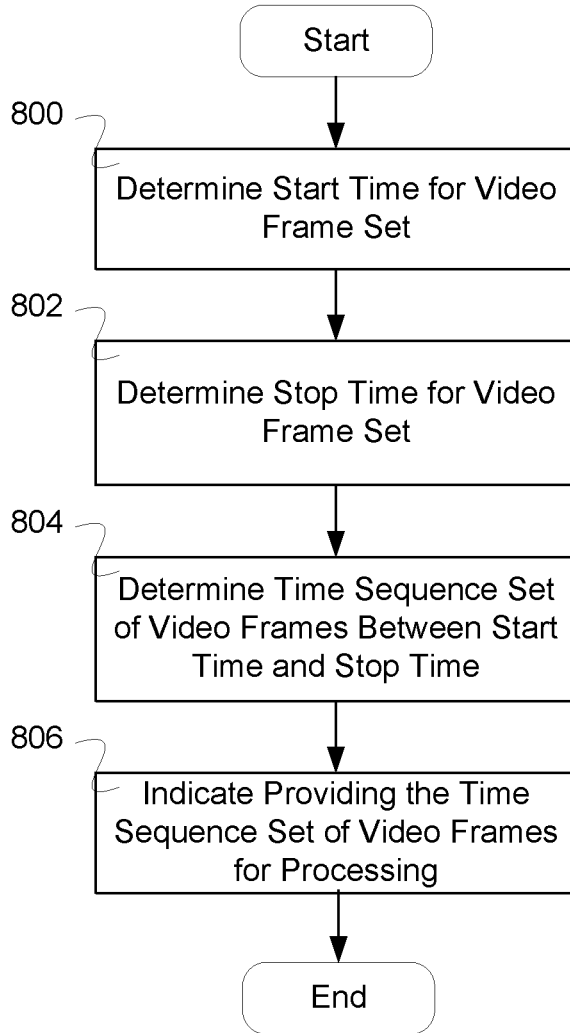 Start
800
Determine Start Time for Video
Frame Set
802
Determine Stop Time for Video
Frame Set
804
Determine Time Sequence Set
of Video Frames Between Start
Time and Stop Time
806
Indicate Providing the Time
Sequence Set of Video Frames
for Processing
End